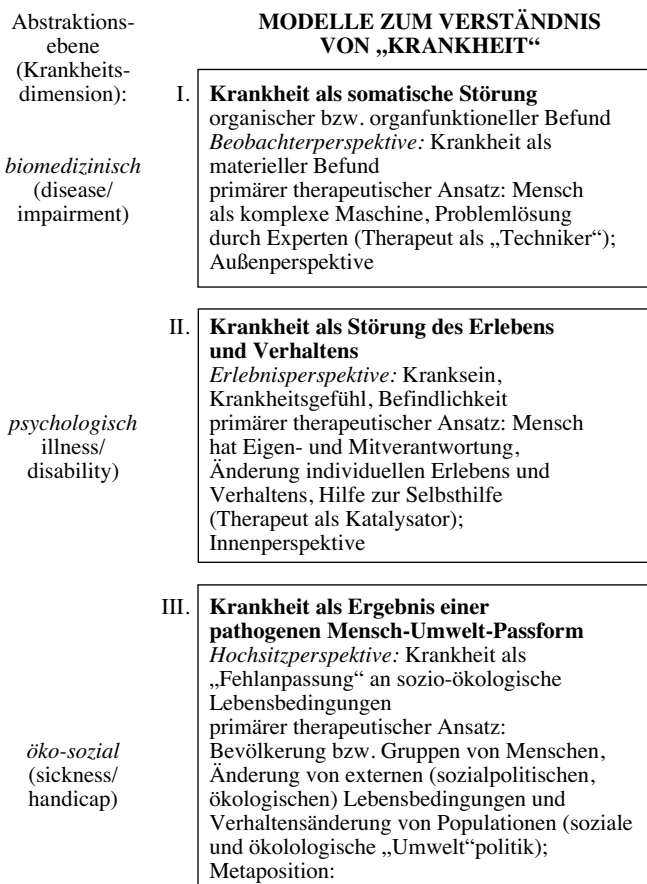 Abstraktions-
ebene
(Krankheits-
dimension):
MODELLE ZUM VERSTÄNDNIS
VON „KRANKHEIT“
biomedizinisch
(disease/
impairment)
I.
Krankheit als somatische Störung
organischer bzw. organfunktioneller Befund
Beobachterperspektive: Krankheit als
materieller Befund
primärer therapeutischer Ansatz: Mensch
als komplexe Maschine, Problemlösung
durch Experten (Therapeut als „Techniker“);
Außenperspektive
psychologisch
illness/
disability)
II.
Krankheit als Störung des Erlebens
und Verhaltens
Erlebnisperspektive: Kranksein,
Krankheitsgefühl, Befindlichkeit
primärer therapeutischer Ansatz: Mensch
hat Eigen- und Mitverantwortung,
Änderung individuellen Erlebens und
Verhaltens, Hilfe zur Selbsthilfe
(Therapeut als Katalysator);
Innenperspektive
öko-sozial
(sickness/
handicap)
III.
Krankheit als Ergebnis einer
pathogenen Mensch-Umwelt-Passform
Hochsitzperspektive: Krankheit als
„Fehlanpassung“ an sozio-ökologische
Lebensbedingungen
primärer therapeutischer Ansatz:
Bevölkerung bzw. Gruppen von Menschen,
Änderung von externen (sozialpolitischen,
ökologischen) Lebensbedingungen und
Verhaltensänderung von Populationen (soziale
und ökolologische „Umwelt“politik);
Metaposition: